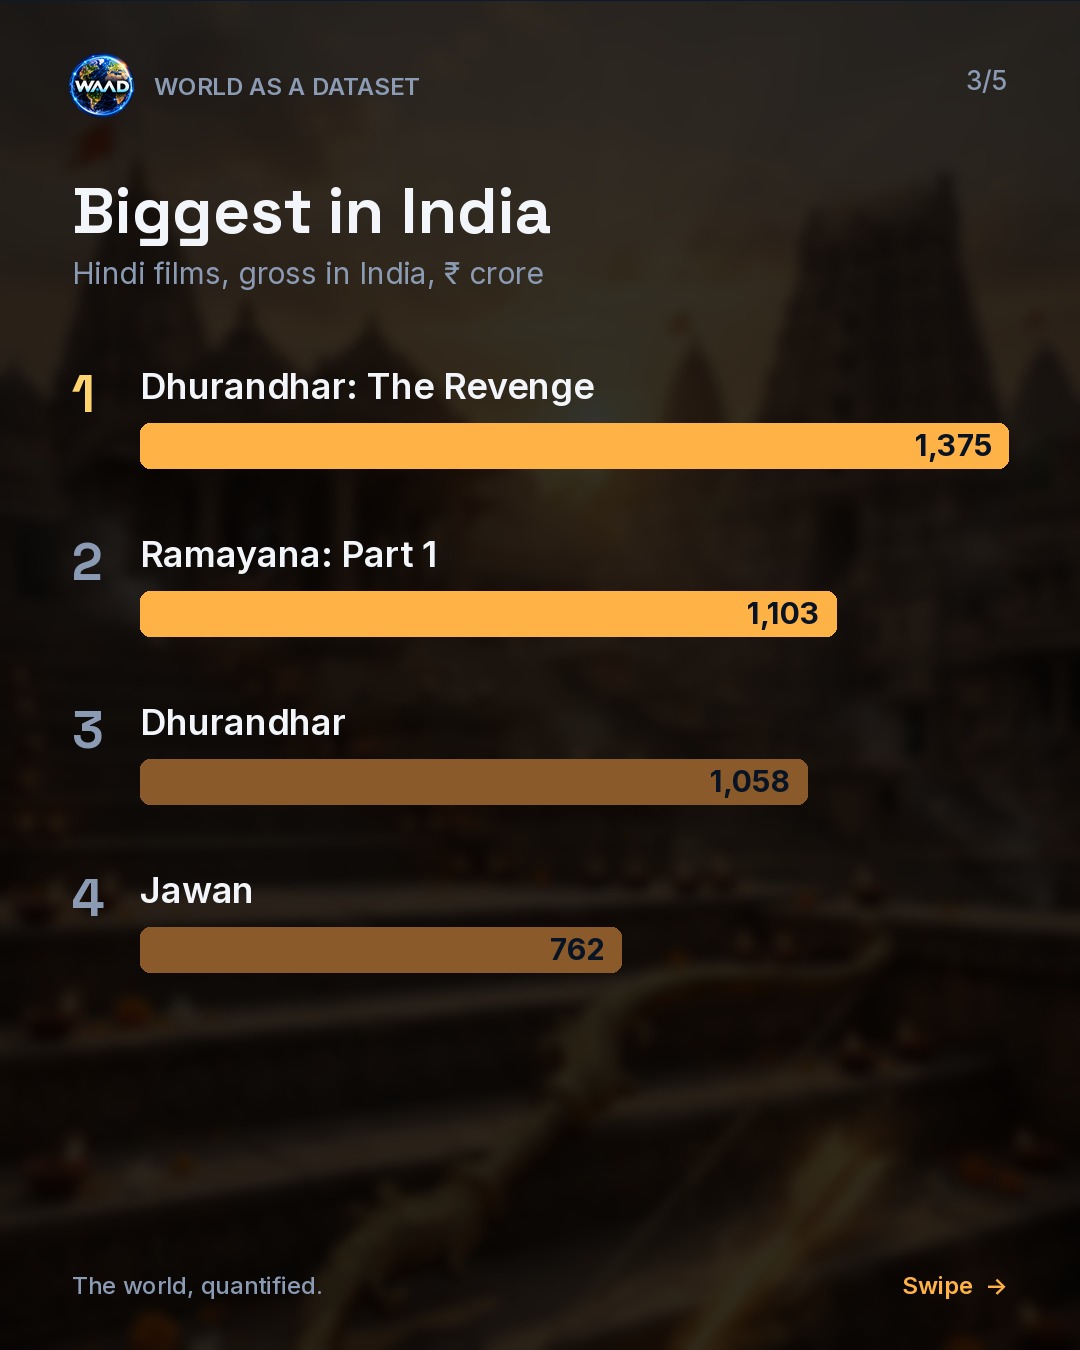 WAAD
WORLD AS A DATASET
3/5
Biggest in India
Hindi films, gross in India, ₹ crore
1
Dhurandhar: The Revenge
1,375
2
Ramayana: Part 1
1,103
3
Dhurandhar
1,058
4
Jawan
762
The world, quantified.
Swipe →